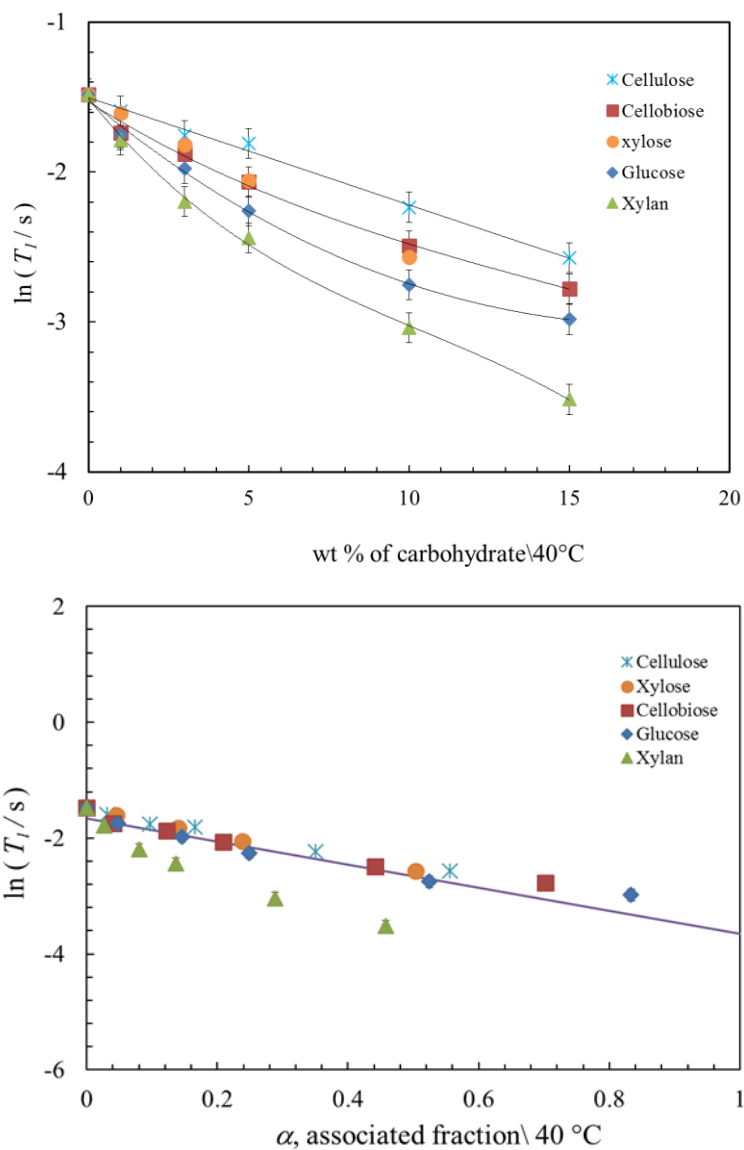 -1
-2
-3
-4
ln ( T1 / s )
Cellulose
Cellobiose
xylose
Glucose
Xylan
0 5 10 15 20
wt % of carbohydrate\40°C
2
0
-2
-4
-6
ln ( T1 / s )
Cellulose
Xylose
Cellobiose
Glucose
Xylan
0 0.2 0.4 0.6 0.8 1
α, associated fraction\ 40 °C